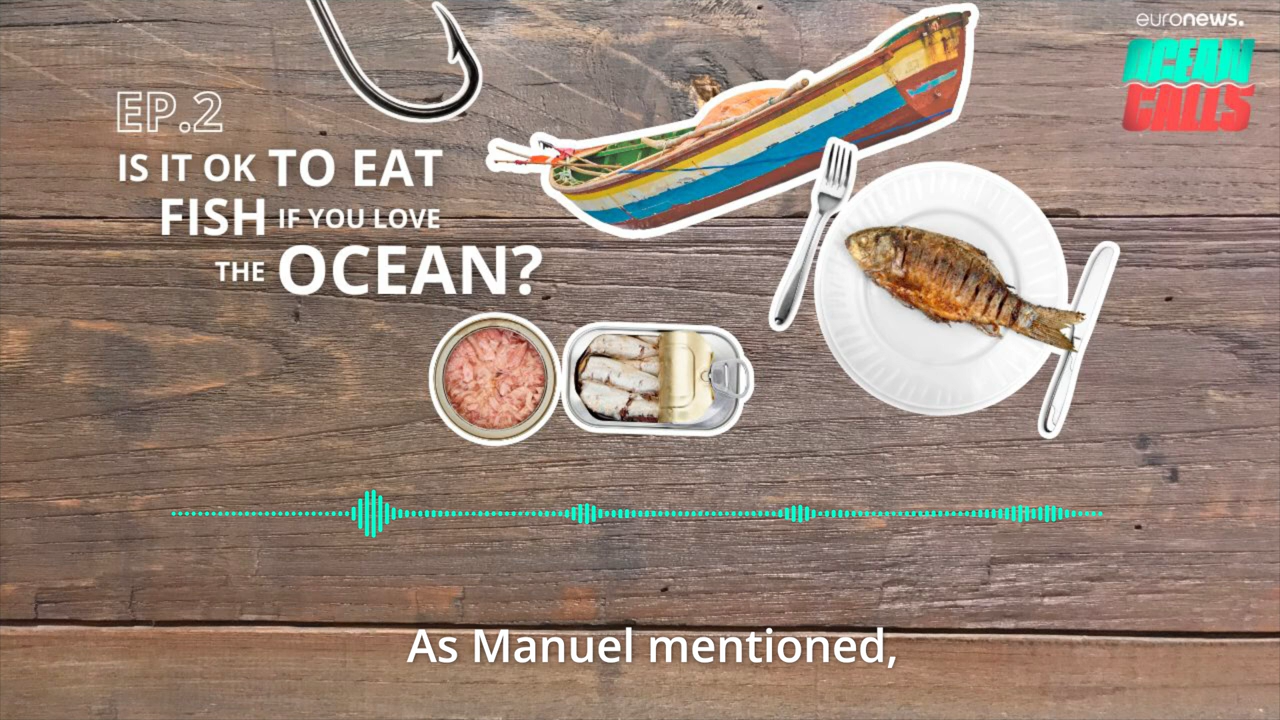 euronews.
OCEAN
CALLS
EP.2
IS IT OK TO EAT
FISH IF YOU LOVE
THE OCEAN?
As Manuel mentioned,